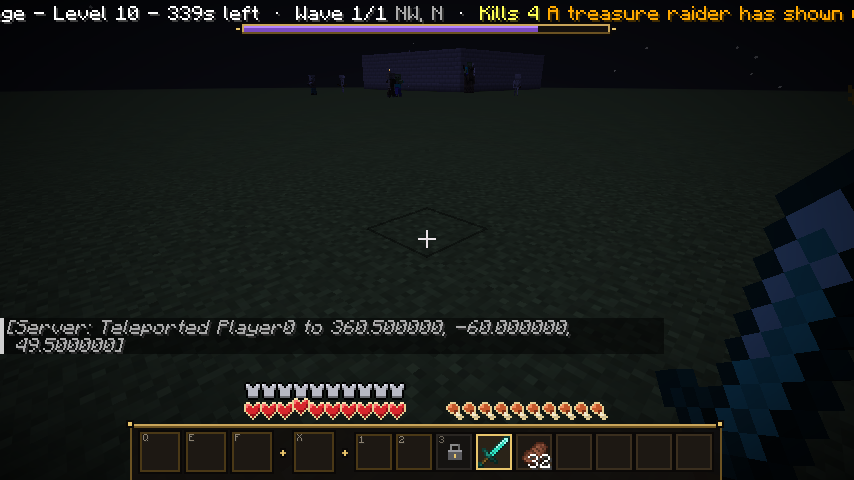 ge - Level 10 - 339s left · Wave 1/1 NW, N · Kills 4 A treasure raider has shown
[Server: Teleported Player0 to 360.500000, -60.000000,
49.500000]
Q E F X 1 2 3
32